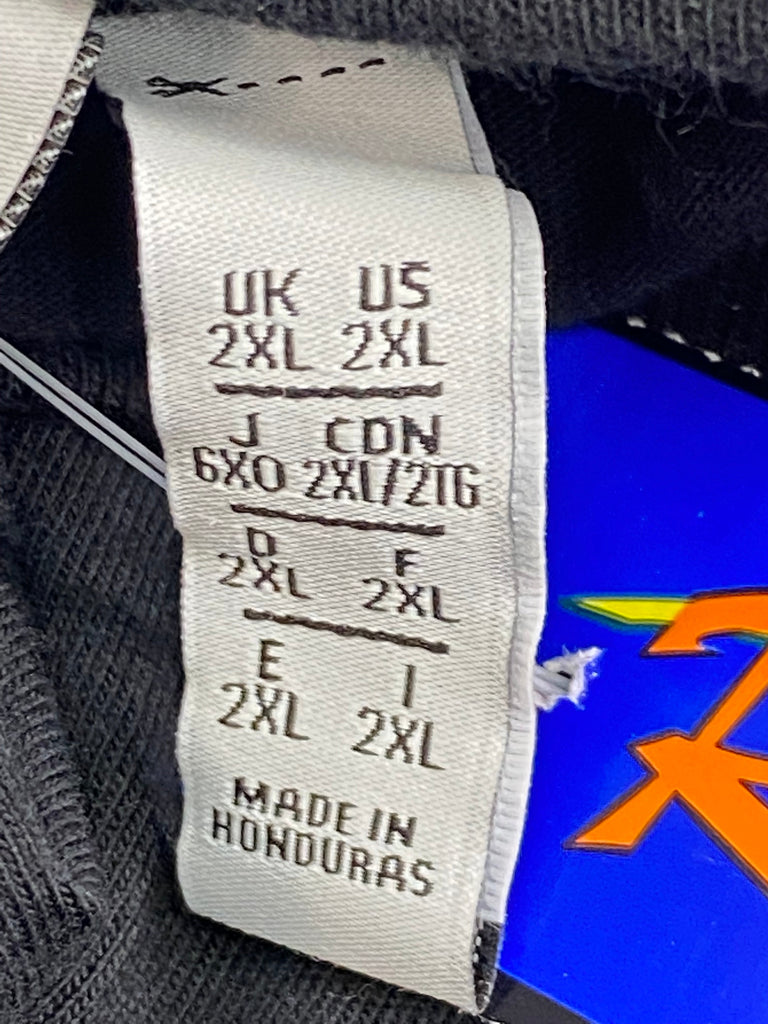 UK US
2XL 2XL
J CDN
6XO 2XL/2TG
D F
2XL 2XL
E I
2XL 2XL
MADE IN
HONDURAS
R